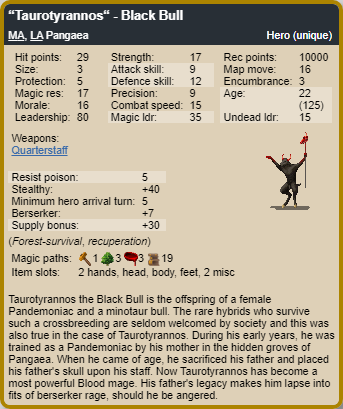 “Taurotyrannos“ - Black Bull
MA, LA Pangaea Hero (unique)
Hit points: 29 Strength: 17 Rec points: 10000
Size: 3 Attack skill: 9 Map move: 16
Protection: 5 Defence skill: 12 Encumbrance: 3
Magic res: 17 Precision: 9 Age: 22
Morale: 16 Combat speed: 15 (125)
Leadership: 80 Magic ldr: 35 Undead ldr: 15
Weapons:
Quarterstaff
Resist poison: 5
Stealthy: +40
Minimum hero arrival turn: 5
Berserker: +7
Supply bonus: +30
(Forest-survival, recuperation)
Magic paths: 1 3 3 19
Item slots: 2 hands, head, body, feet, 2 misc
Taurotyrannos the Black Bull is the offspring of a female
Pandemoniac and a minotaur bull. The rare hybrids who survive
such a crossbreeding are seldom welcomed by society and this was
also true in the case of Taurotyrannos. During his early years, he was
trained as a Pandemoniac by his mother in the hidden groves of
Pangaea. When he came of age, he sacrificed his father and placed
his father's skull upon his staff. Now Taurotyrannos has become a
most powerful Blood mage. His father's legacy makes him lapse into
fits of berserker rage, should he be angered.